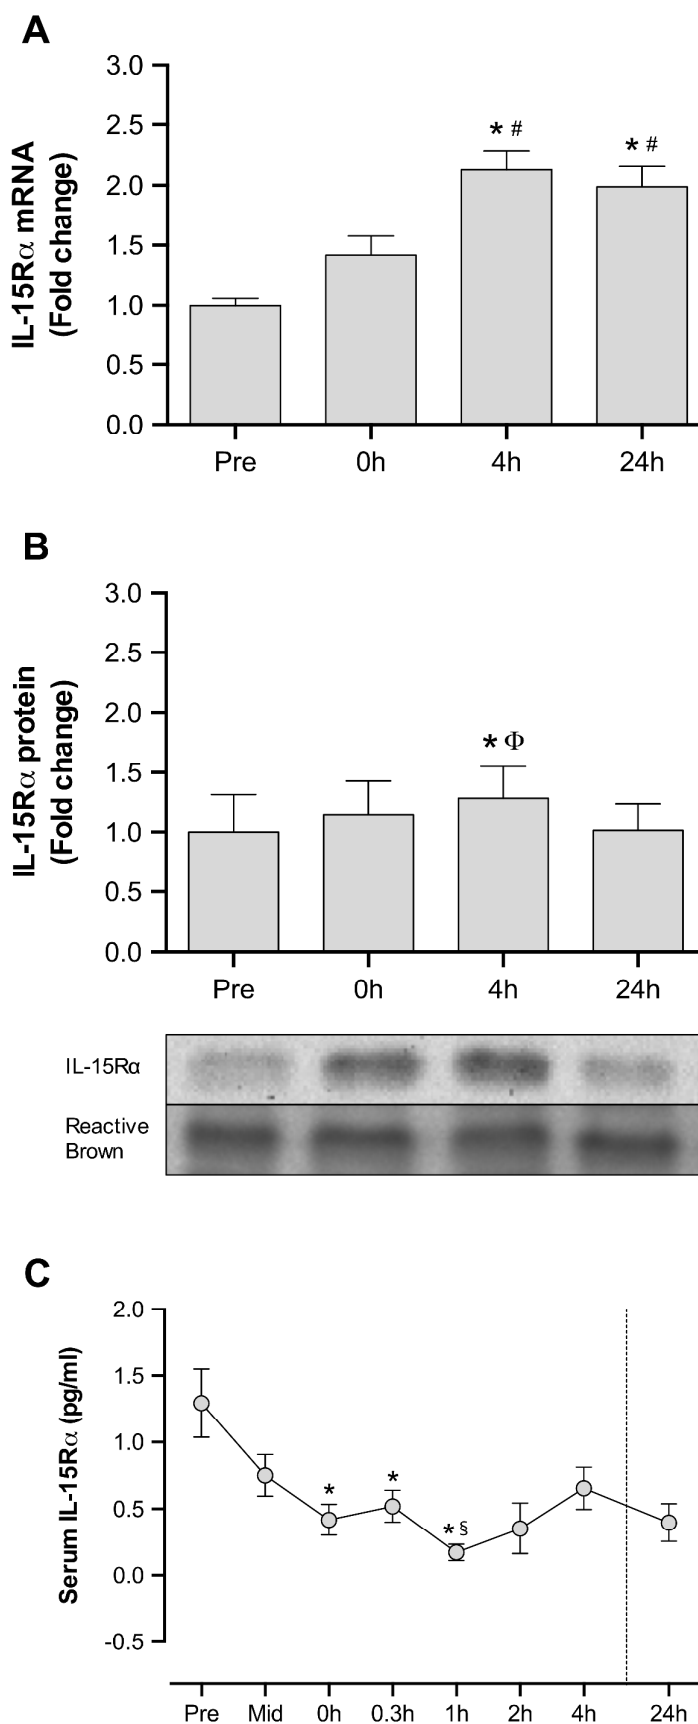 A
IL-15Rα mRNA
(Fold change)
3.0
2.5
2.0
1.5
1.0
0.5
0.0
* #
* #
Pre 0h 4h 24h
B
IL-15Rα protein
(Fold change)
3.0
2.5
2.0
1.5
1.0
0.5
0.0
* Φ
Pre 0h 4h 24h
IL-15Rα
Reactive
Brown
C
Serum IL-15Rα (pg/ml)
2.0
1.5
1.0
0.5
0.0
-0.5
*
*
* §
Pre Mid 0h 0.3h 1h 2h 4h 24h